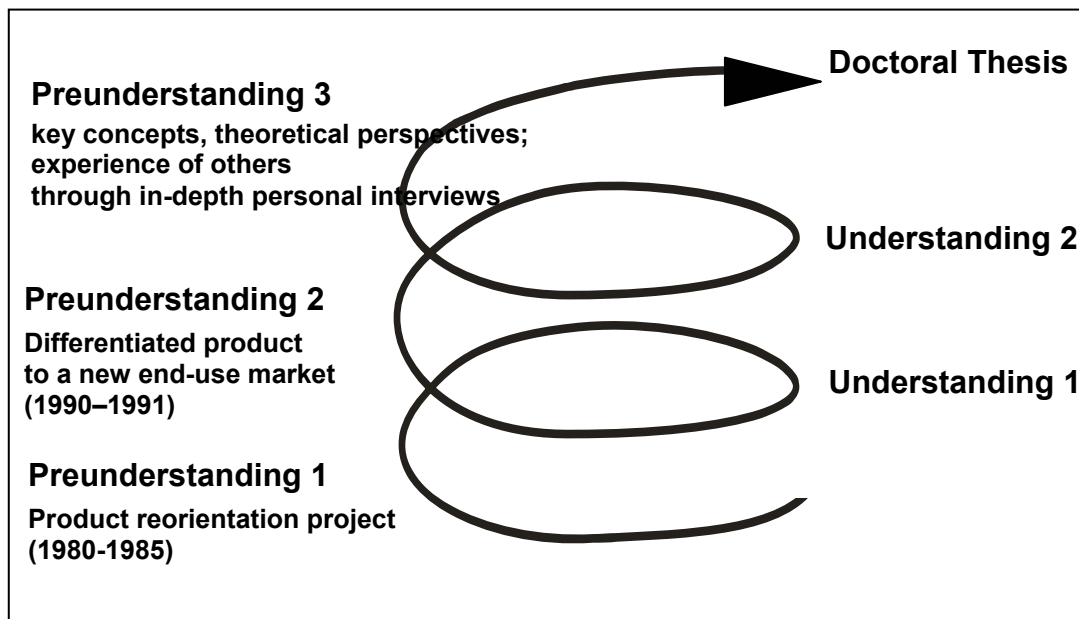 Doctoral Thesis
Preunderstanding 3
key concepts, theoretical perspectives;
experience of others
through in-depth personal interviews
Understanding 2
Preunderstanding 2
Differentiated product
to a new end-use market
(1990–1991)
Understanding 1
Preunderstanding 1
Product reorientation project
(1980-1985)